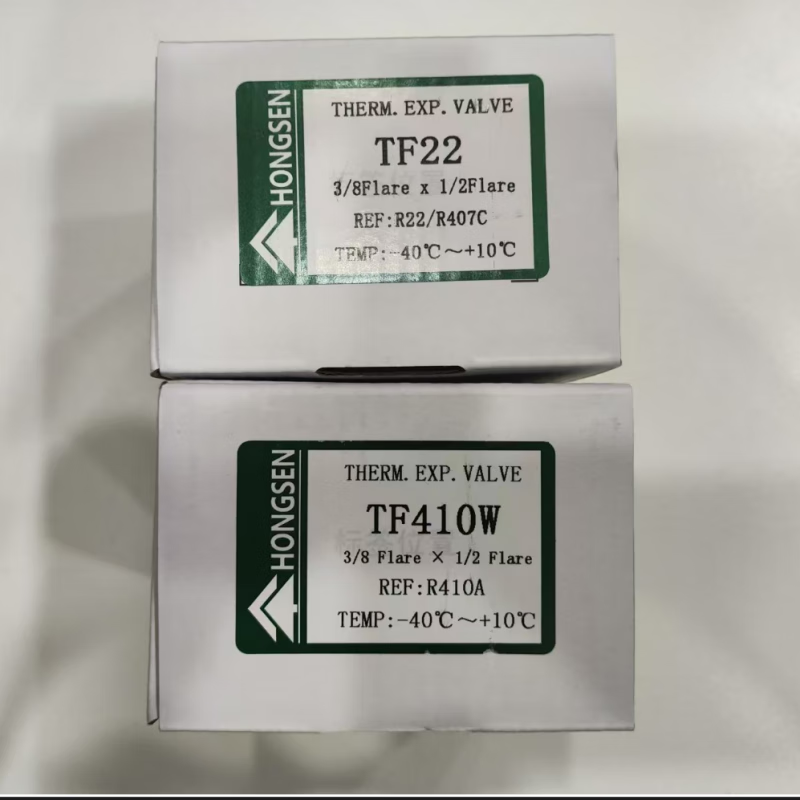 HONGSEN
THERM. EXP. VALVE
TF22
3/8Flare x 1/2Flare
REF:R22/R407C
TEMP:-40℃～+10℃
HONGSEN
THERM. EXP. VALVE
TF410W
3/8 Flare × 1/2 Flare
REF:R410A
TEMP:-40℃～+10℃